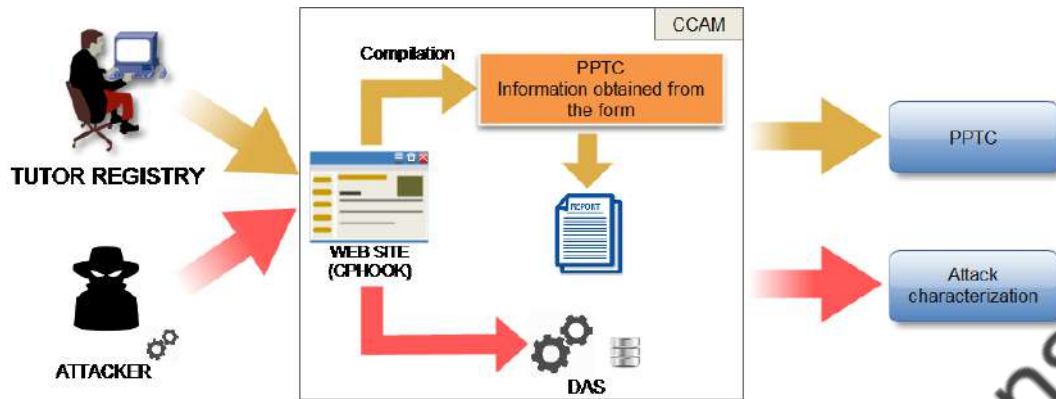 CCAM
Compilation
PPTC
Information obtained from
the form
PPTC
TUTOR REGISTRY
REPORT
WEB SITE
(CPHOOK)
Attack
characterization
ATTACKER
DAS